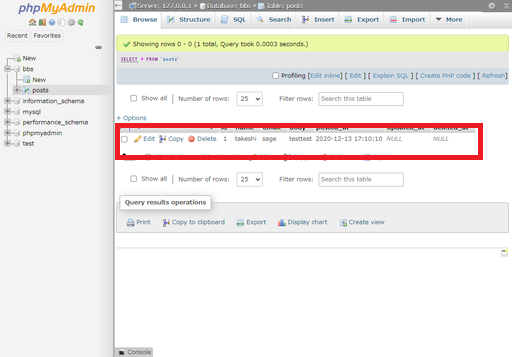 phpMyAdmin
Recent Favorites
New
bbs
New
posts
information_schema
mysql
performance_schema
phpmyadmin
test
Server: 127.0.0.1 » Database: bbs » Table: posts
Browse Structure SQL Search Insert Export Import More
Showing rows 0 - 0 (1 total, Query took 0.0003 seconds.)
SELECT * FROM `posts`
Profiling [Edit inline] [ Edit ] [ Explain SQL ] [ Create PHP code ] [ Refresh]
Show all Number of rows: 25 Filter rows: Search this table
+ Options
id name email body posted_at updated_at deleted_at
Edit Copy Delete 1 takeshi sage testtest 2020-12-13 17:10:10 NULL NULL
Show all Number of rows: 25 Filter rows: Search this table
Query results operations
Print Copy to clipboard Export Display chart Create view
Console